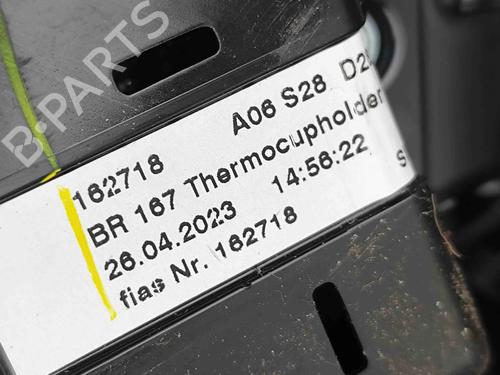 B-PARTS
162718 A06 S28
BR 167 Thermocupholder
26.04.2023 14:56:22
fias Nr. 162718 S